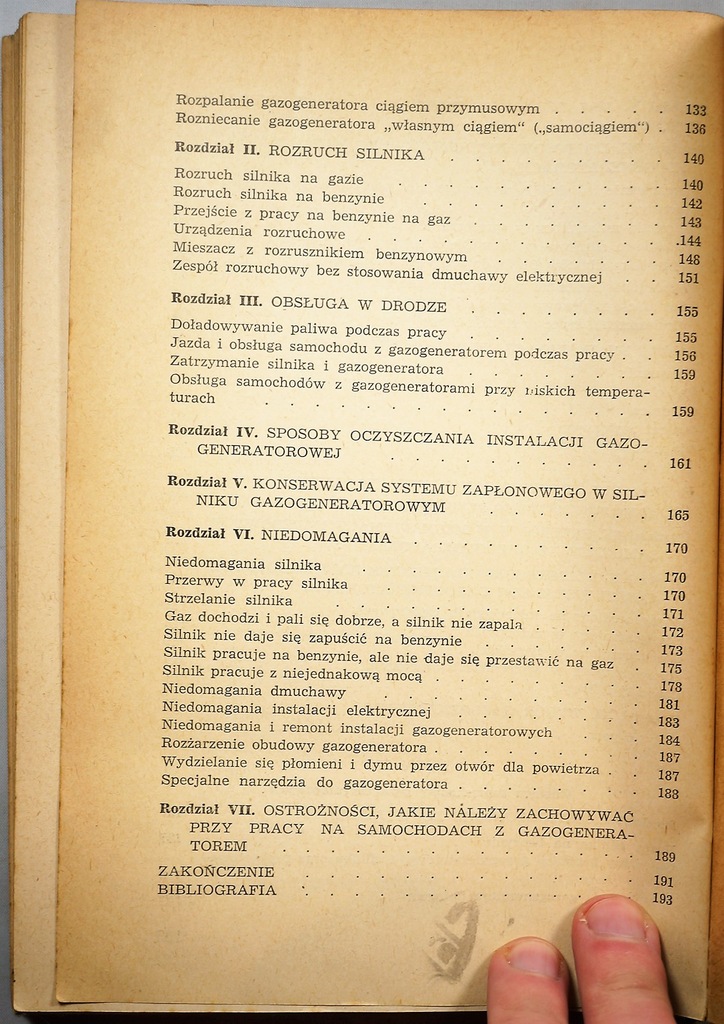 Rozpalanie gazogeneratora ciągiem przymusowym . . . . . 133
Rozniecanie gazogeneratora „własnym ciągiem“ („samociągiem“) . 136
Rozdział II. ROZRUCH SILNIKA . . . . . . . . 140
Rozruch silnika na gazie . . . . . . . . . . . 140
Rozruch silnika na benzynie . . . . . . . . . . 142
Przejście z pracy na benzynie na gaz . . . . . . . . 143
Urządzenia rozruchowe . . . . . . . . . . . . .144
Mieszacz z rozrusznikiem benzynowym . . . . . . . 148
Zespół rozruchowy bez stosowania dmuchawy elektrycznej . . 151
Rozdział III. OBSŁUGA W DRODZE . . . . . . . 155
Doładowywanie paliwa podczas pracy . . . . . . . 155
Jazda i obsługa samochodu z gazogeneratorem podczas pracy . . 156
Zatrzymanie silnika i gazogeneratora . . . . . . . 159
Obsługa samochodów z gazogeneratorami przy niskich tempera-
turach . . . . . . . . . . . . . . . 159
Rozdział IV. SPOSOBY OCZYSZCZANIA INSTALACJI GAZO-
GENERATOROWEJ . . . . . . . . . . 161
Rozdział V. KONSERWACJA SYSTEMU ZAPŁONOWEGO W SIL-
NIKU GAZOGENERATOROWYM . . . . . . . 165
Rozdział VI. NIEDOMAGANIA . . . . . . . . . 170
Niedomagania silnika . . . . . . . . . . . . 170
Przerwy w pracy silnika . . . . . . . . . . . 170
Strzelanie silnika . . . . . . . . . . . . . 171
Gaz dochodzi i pali się dobrze, a silnik nie zapala . . . . . 172
Silnik nie daje się zapuścić na benzynie . . . . . . . 173
Silnik pracuje na benzynie, ale nie daje się przestawić na gaz . 175
Silnik pracuje z niejednakową mocą . . . . . . . . 178
Niedomagania dmuchawy . . . . . . . . . . . 181
Niedomagania instalacji elektrycznej . . . . . . . . 183
Niedomagania i remont instalacji gazogeneratorowych . . . . 184
Rozżarzenie obudowy gazogeneratora . . . . . . . . 187
Wydzielanie się płomieni i dymu przez otwór dla powietrza . . 187
Specjalne narzędzia do gazogeneratora . . . . . . . . 188
Rozdział VII. OSTROŻNOŚCI, JAKIE NALEŻY ZACHOWYWAĆ
PRZY PRACY NA SAMOCHODACH Z GAZOGENERA-
TOREM . . . . . . . . . . . . . 189
ZAKOŃCZENIE . . . . . . . . . . . . . 191
BIBLIOGRAFIA . . . . . . . . . . . . . 193